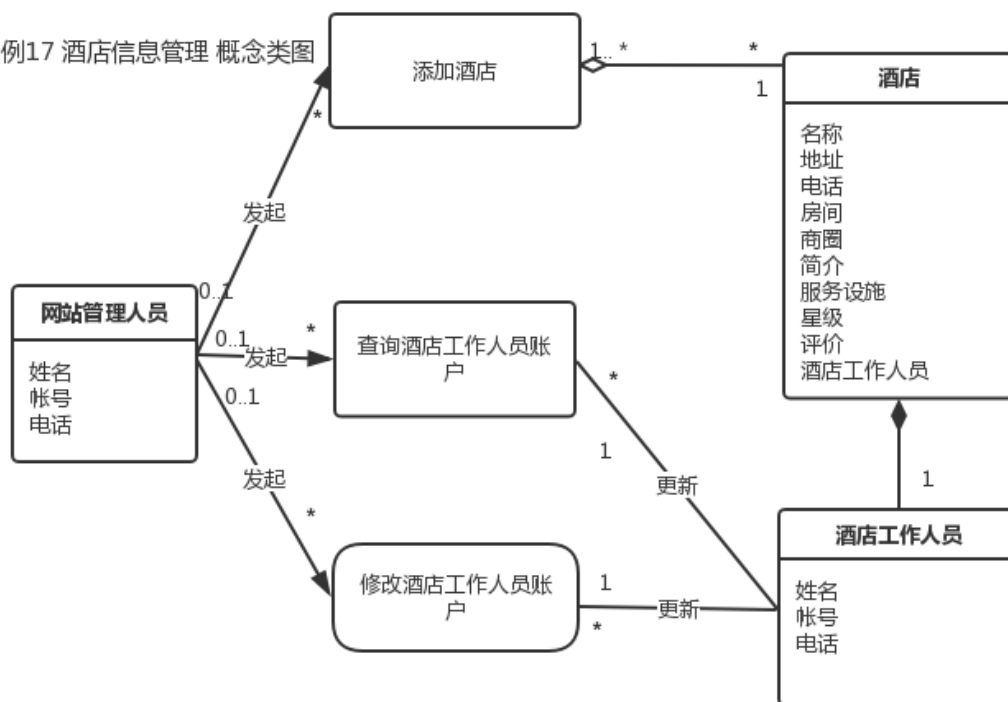 例17 酒店信息管理 概念类图
添加酒店
1.. *
*
1
*
酒店
名称
地址
电话
房间
商圈
简介
服务设施
星级
评价
酒店工作人员
发起
0..1
网站管理人员
姓名
帐号
电话
0..1
发起
*
查询酒店工作人员账
户
0..1
*
1
更新
发起
*
1
修改酒店工作人员账
户
1
更新
*
酒店工作人员
姓名
帐号
电话